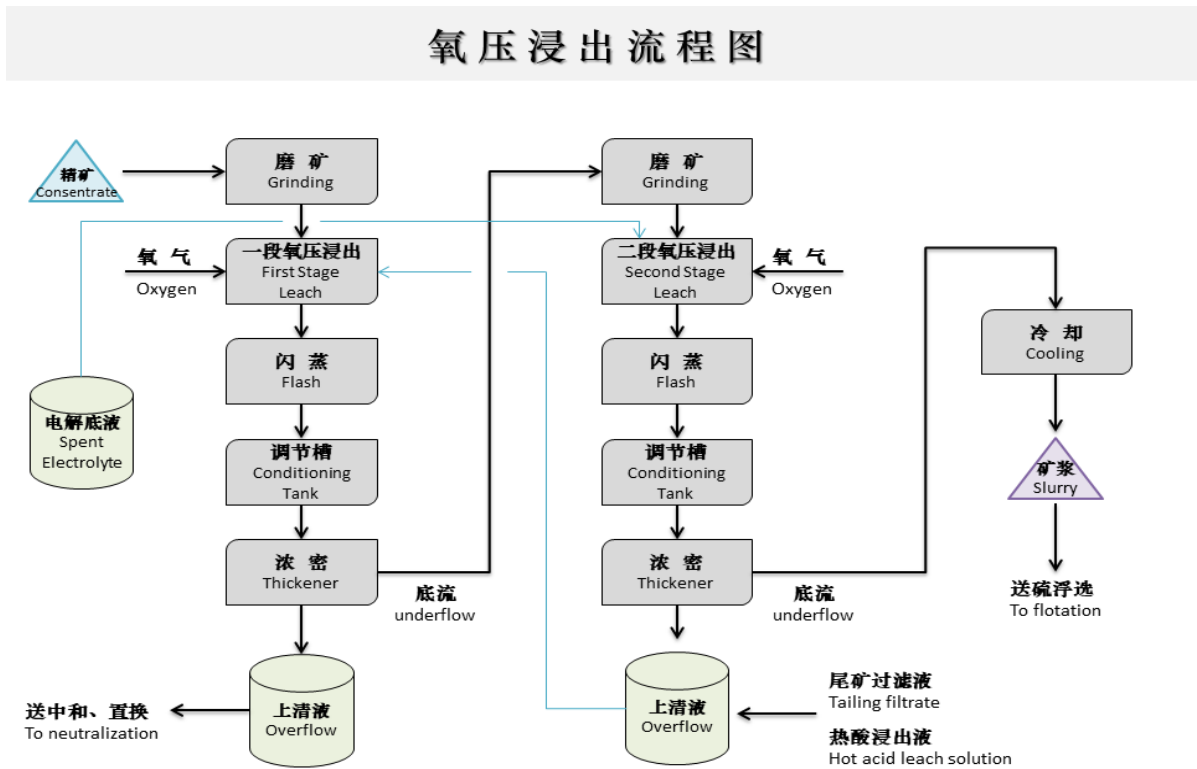 氧压浸出流程图
精矿
Consentrate
磨 矿
Grinding
磨 矿
Grinding
氧 气
Oxygen
一段氧压浸出
First Stage
Leach
二段氧压浸出
Second Stage
Leach
氧 气
Oxygen
闪 蒸
Flash
闪 蒸
Flash
冷 却
Cooling
电解底液
Spent
Electrolyte
调节槽
Conditioning
Tank
调节槽
Conditioning
Tank
矿浆
Slurry
浓 密
Thickener
底流
underflow
浓 密
Thickener
底流
underflow
送硫浮选
To flotation
送中和、置换
To neutralization
上清液
Overflow
上清液
Overflow
尾矿过滤液
Tailing filtrate
热酸浸出液
Hot acid leach solution